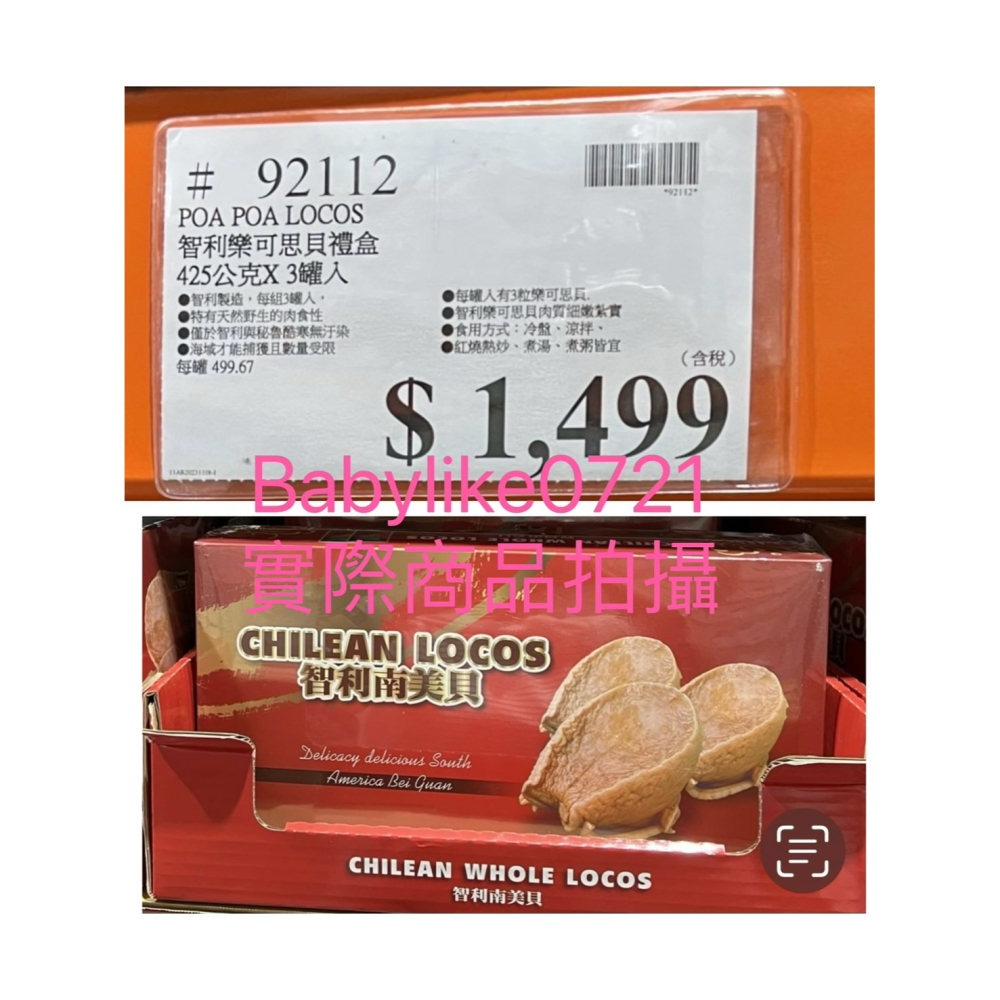 # 92112
*92112*
POA POA LOCOS
智利樂可思貝禮盒
425公克X 3罐入
●智利製造，每組3罐入，
●特有天然野生的肉食性
●僅於智利與秘魯酷寒無汙染
●海域才能捕獲且數量受限
每罐 499.67
●每罐入有3粒樂可思貝.
●智利樂可思貝肉質細嫩紮實
●食用方式：冷盤、涼拌、
●紅燒熱炒、煮湯、煮粥皆宜
（含稅）
$ 1,499
Babylike0721
實際商品拍攝
CHILEAN LOCOS
智利南美貝
Delicacy delicious South
America Bei Guan
CHILEAN WHOLE LOCOS
智利南美貝